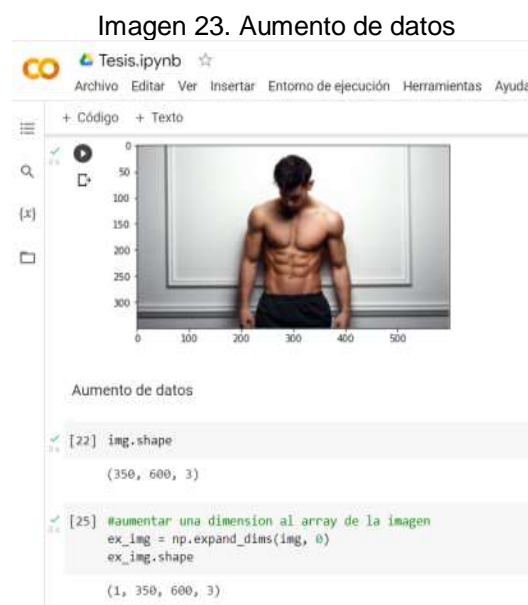 Imagen 23. Aumento de datos
Tesis.ipynb
Archivo Editar Ver Insertar Entorno de ejecución Herramientas Ayuda
+ Código + Texto
0
50
100
150
200
250
300
0 100 200 300 400 500
{x}
Aumento de datos
[22] img.shape
(350, 600, 3)
[25] #aumentar una dimension al array de la imagen
ex_img = np.expand_dims(img, 0)
ex_img.shape
(1, 350, 600, 3)